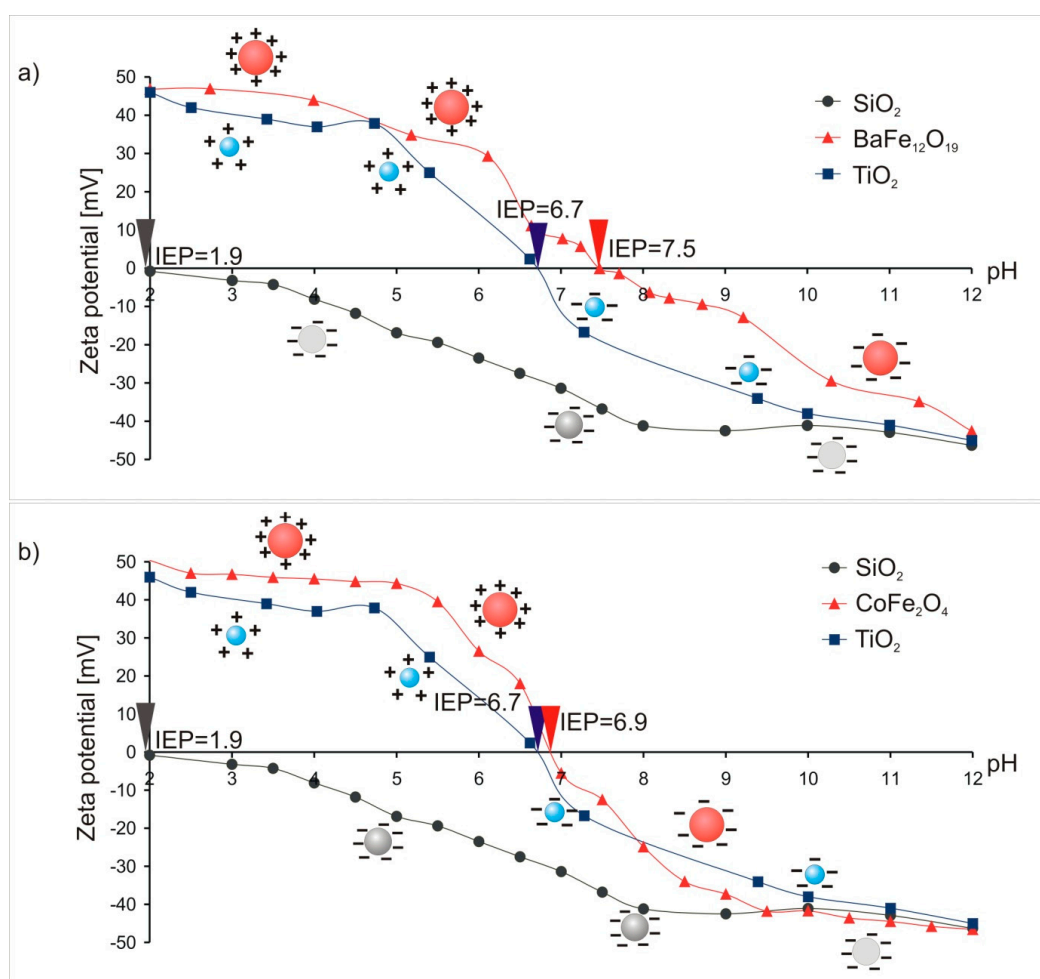 a)
50
40
30
20
10
0
-10
-20
-30
-40
-50
Zeta potential [mV]
SiO₂
BaFe₁₂O₁₉
TiO₂
IEP=6.7
IEP=7.5
IEP=1.9
pH
2 3 4 5 6 7 8 9 10 11 12
b)
50
40
30
20
10
0
-10
-20
-30
-40
-50
Zeta potential [mV]
SiO₂
CoFe₂O₄
TiO₂
IEP=6.7
IEP=6.9
IEP=1.9
pH
2 3 4 5 6 7 8 9 10 11 12